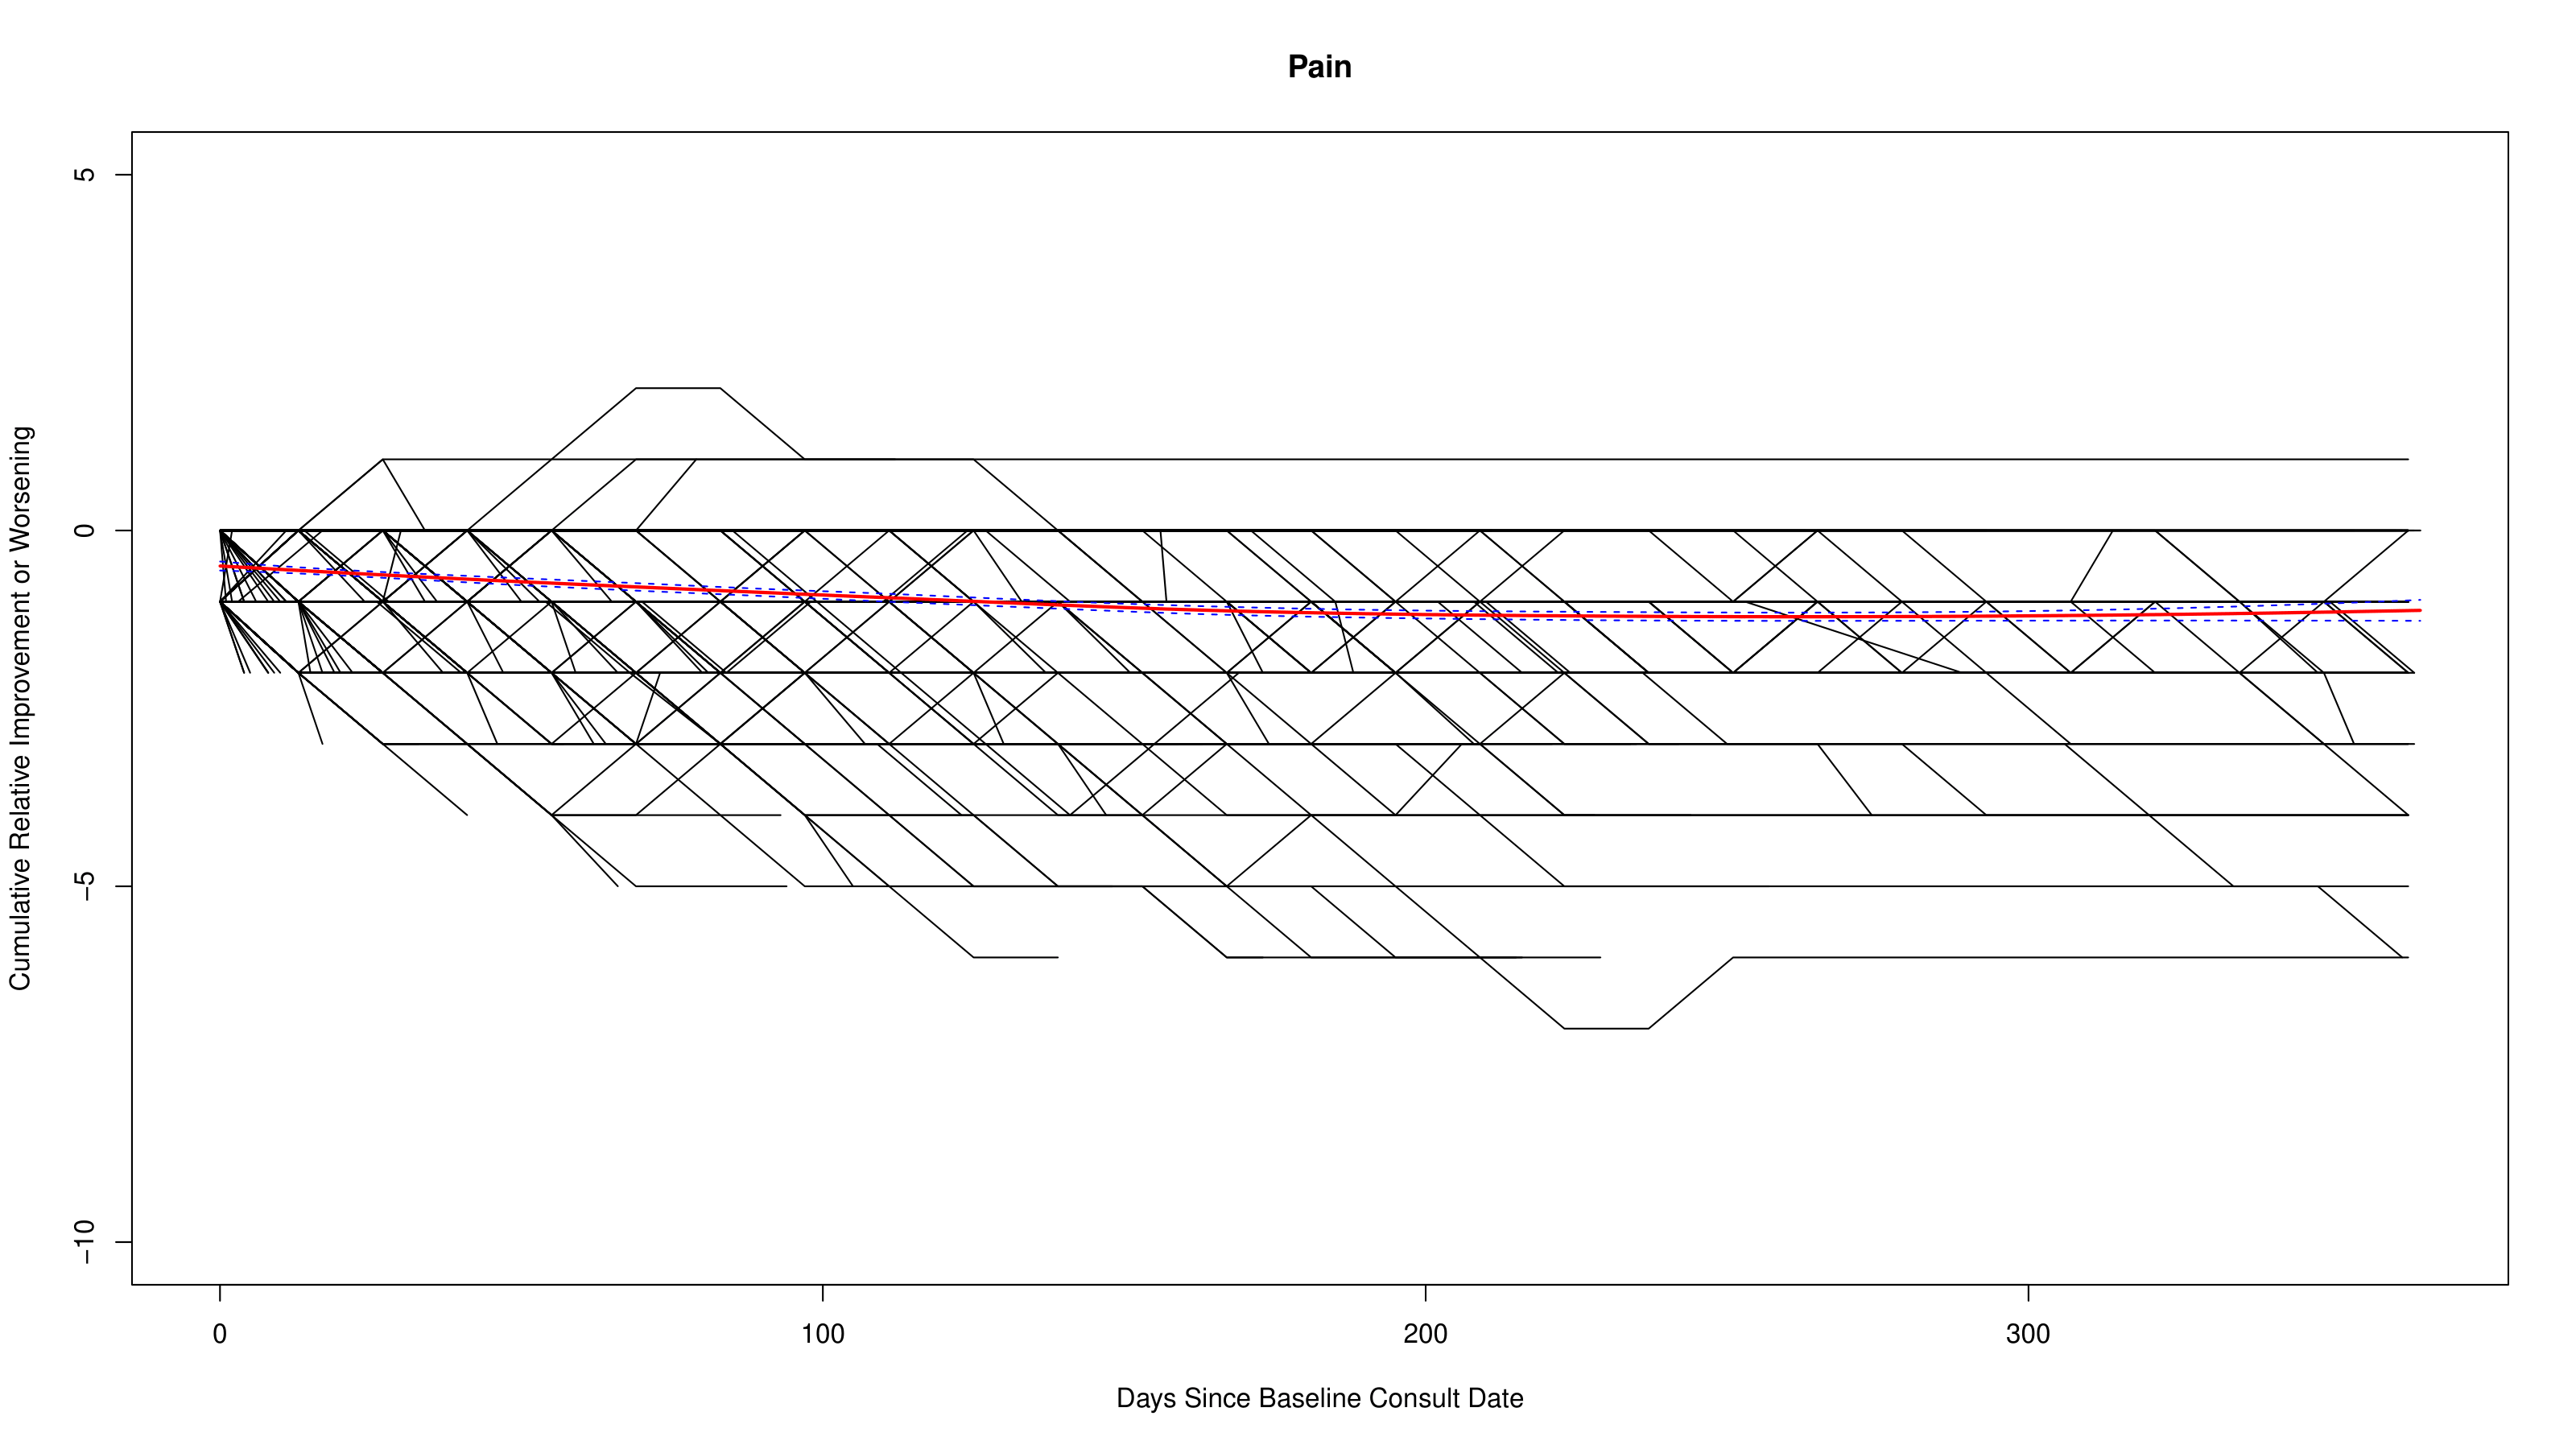 Pain
Cumulative Relative Improvement or Worsening
5
0
−5
−10
0 100 200 300
Days Since Baseline Consult Date